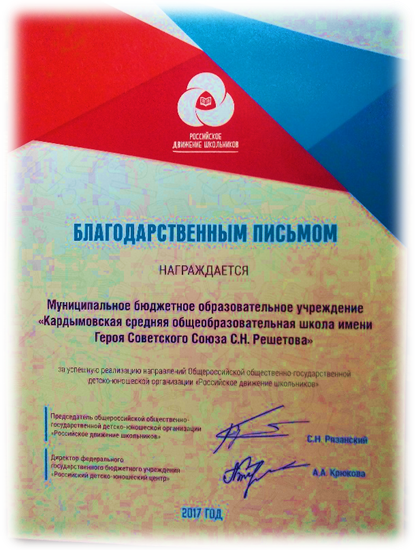 РОССИЙСКОЕ
ДВИЖЕНИЕ ШКОЛЬНИКОВ
БЛАГОДАРСТВЕННЫМ ПИСЬМОМ
НАГРАЖДАЕТСЯ
Муниципальное бюджетное образовательное учреждение
«Кардымовская средняя общеобразовательная школа имени
Героя Советского Союза С.Н. Решетова»
за успешную реализацию направлений Общероссийской общественно-государственной
детско-юношеской организации «Российское движение школьников»
Председатель общероссийской общественно-
государственной детско-юношеской организации
«Российское движение школьников»
С.Н. Рязанский
Директор федерального
государственного бюджетного учреждения
«Российский детско-юношеский центр»
А.А. Крюкова
2017 ГОД